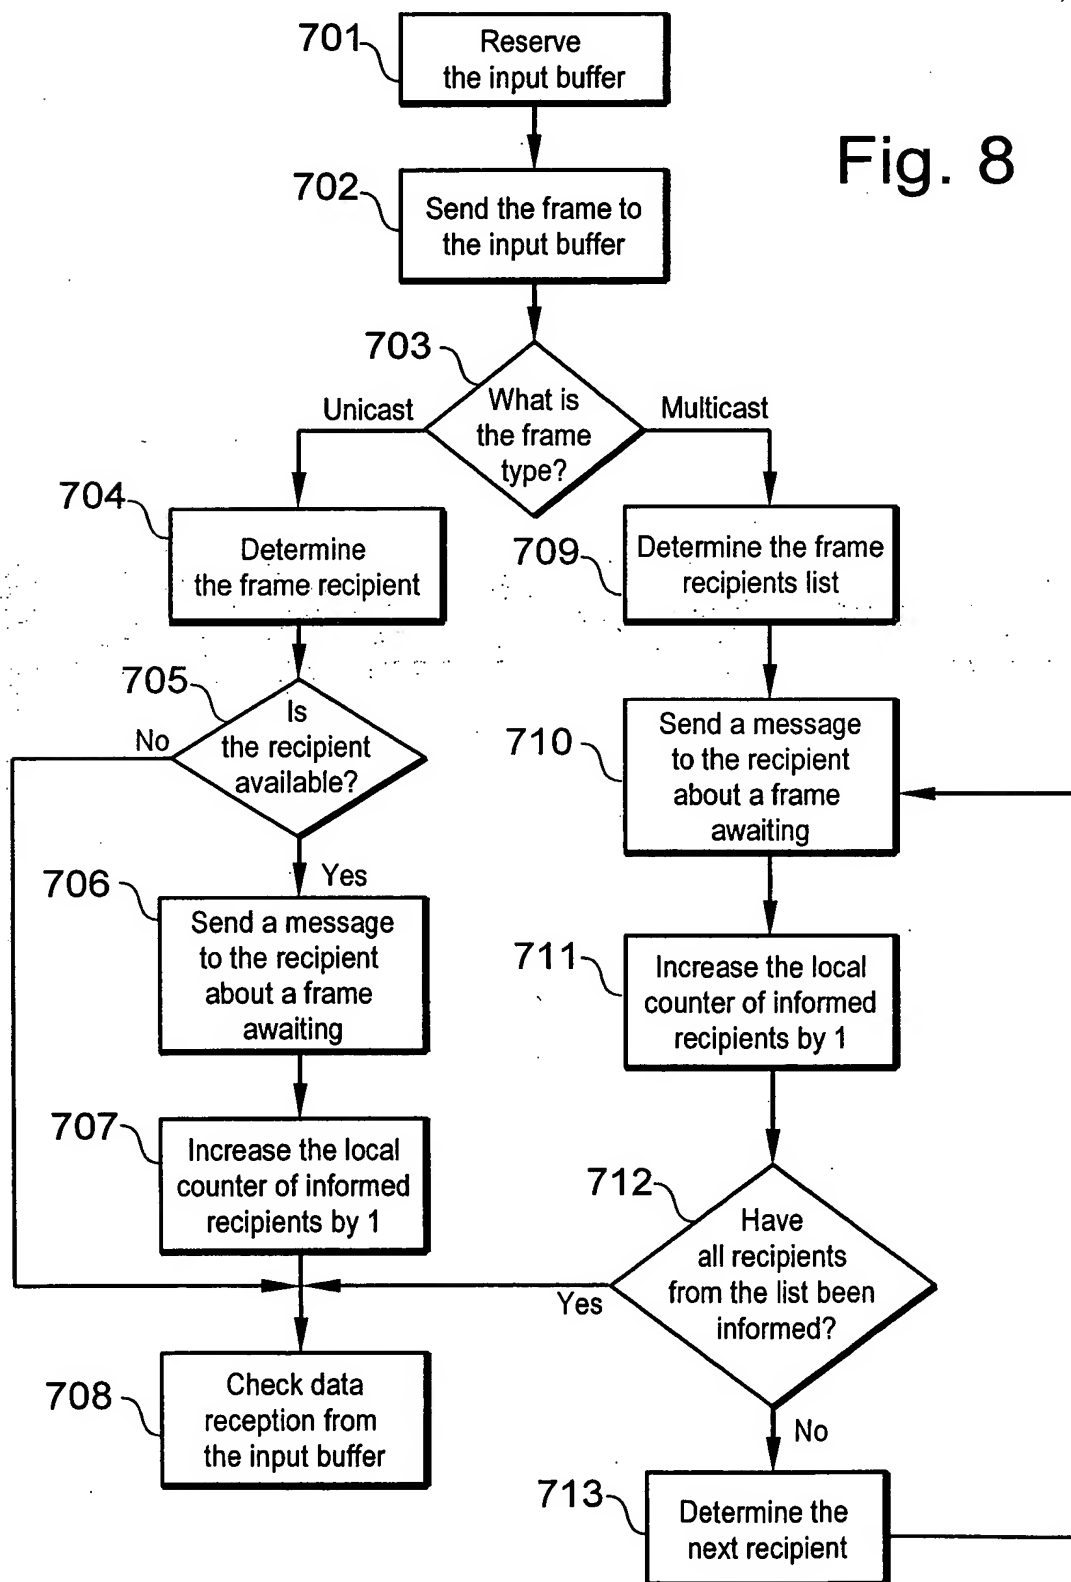 701
Reserve
the input buffer
Fig. 8
702
Send the frame to
the input buffer
703
What is
the frame
type?
Unicast
Multicast
704
Determine
the frame recipient
709
Determine the frame
recipients list
705
Is
the recipient
available?
No
Yes
710
Send a message
to the recipient
about a frame
awaiting
706
Send a message
to the recipient
about a frame
awaiting
711
Increase the local
counter of informed
recipients by 1
707
Increase the local
counter of informed
recipients by 1
712
Have
all recipients
from the list been
informed?
Yes
No
708
Check data
reception from
the input buffer
713
Determine the
next recipient